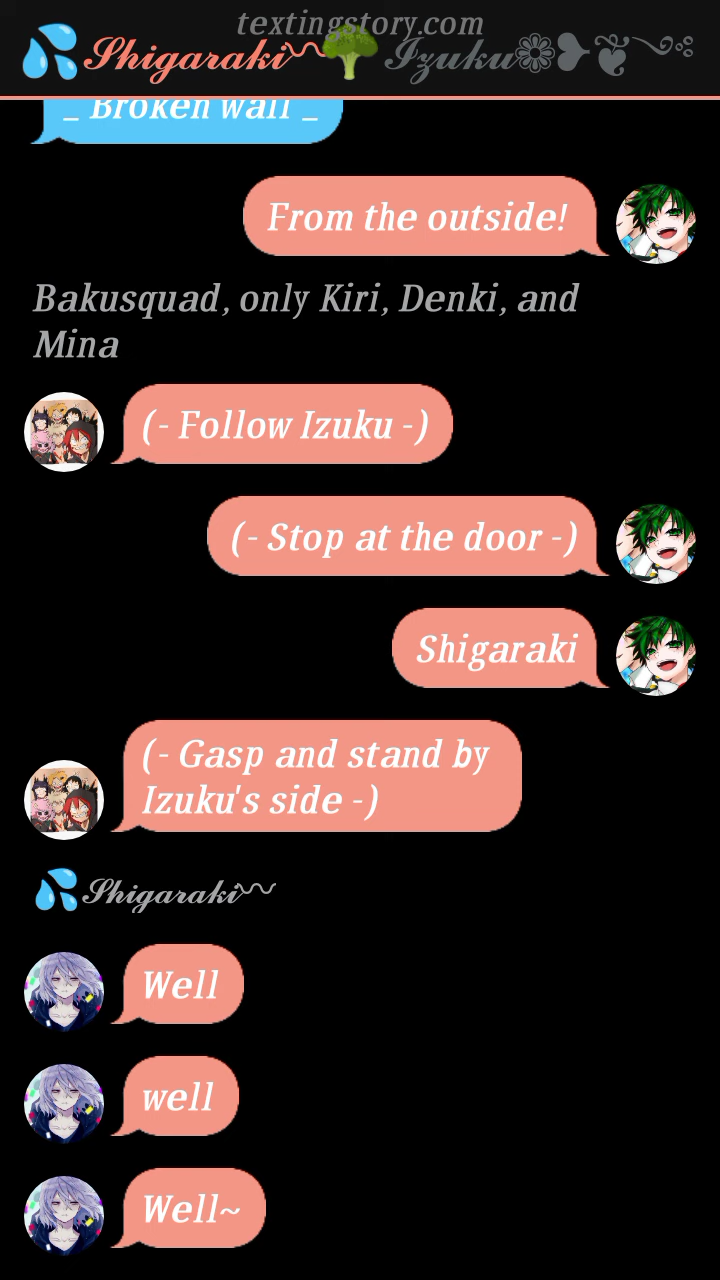 textingstory.com
💦Shigaraki〰🥦Izuku❁❥❦〰
_ Broken wall _
From the outside!
Bakusquad, only Kiri, Denki, and
Mina
(- Follow Izuku -)
(- Stop at the door -)
Shigaraki
(- Gasp and stand by
Izuku's side -)
💦Shigaraki〰
Well
well
Well~